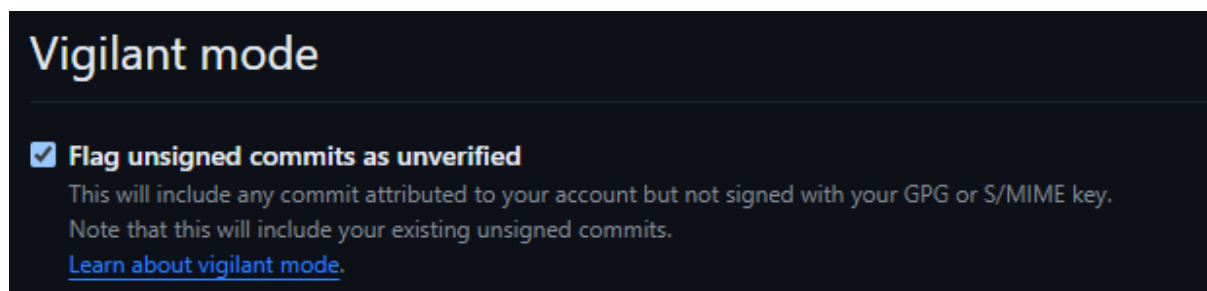 Vigilant mode
Flag unsigned commits as unverified
This will include any commit attributed to your account but not signed with your GPG or S/MIME key.
Note that this will include your existing unsigned commits.
Learn about vigilant mode.